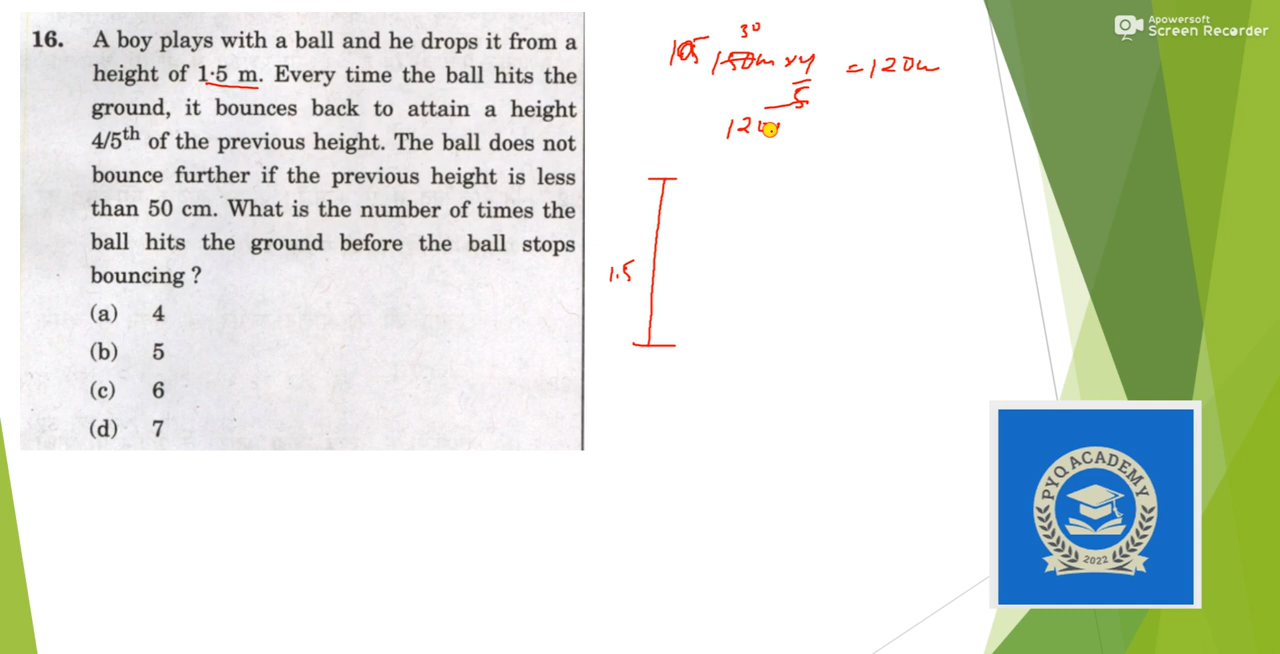 16. A boy plays with a ball and he drops it from a
height of 1·5 m. Every time the ball hits the
ground, it bounces back to attain a height
4/5th of the previous height. The ball does not
bounce further if the previous height is less
than 50 cm. What is the number of times the
ball hits the ground before the ball stops
bouncing ?
(a) 4
(b) 5
(c) 6
(d) 7
30
150m × 4/5 = 120m
1.5
Apowersoft
Screen Recorder
PYQ ACADEMY
2022